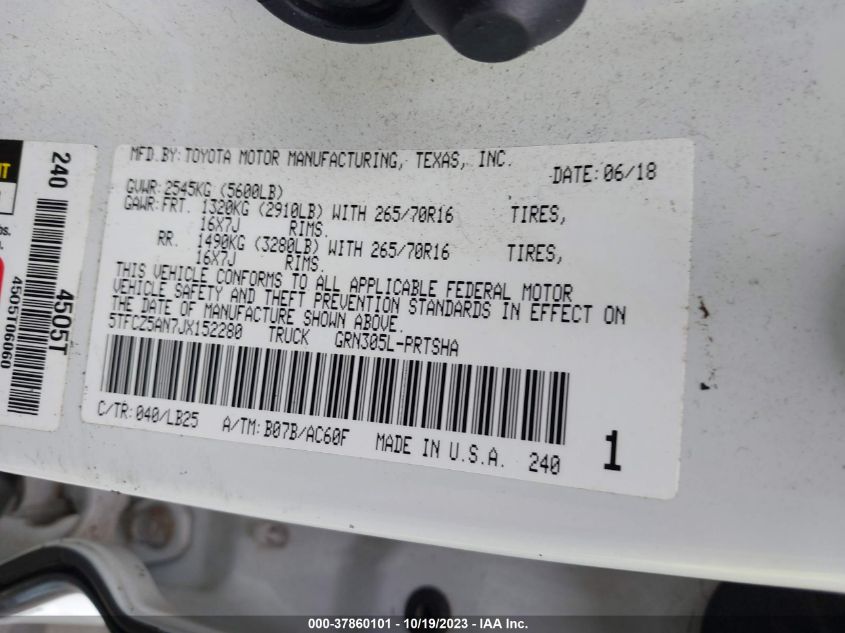 MFD.BY:TOYOTA MOTOR MANUFACTURING, TEXAS, INC.
DATE:06/18
GVWR:2545KG (5600LB)
GAWR:FRT. 1320KG (2910LB) WITH 265/70R16 TIRES,
16X7J RIMS.
RR. 1490KG (3280LB) WITH 265/70R16 TIRES,
16X7J RIMS.
THIS VEHICLE CONFORMS TO ALL APPLICABLE FEDERAL MOTOR
VEHICLE SAFETY AND THEFT PREVENTION STANDARDS IN EFFECT ON
THE DATE OF MANUFACTURE SHOWN ABOVE.
5TFCZ5AN7JX152280 TRUCK GRN305L-PRTSHA
C/TR:040/LB25 A/TM:B07B/AC60F MADE IN U.S.A. 240
1
240
4505T
4505106060
000-37860101 - 10/19/2023 - IAA Inc.